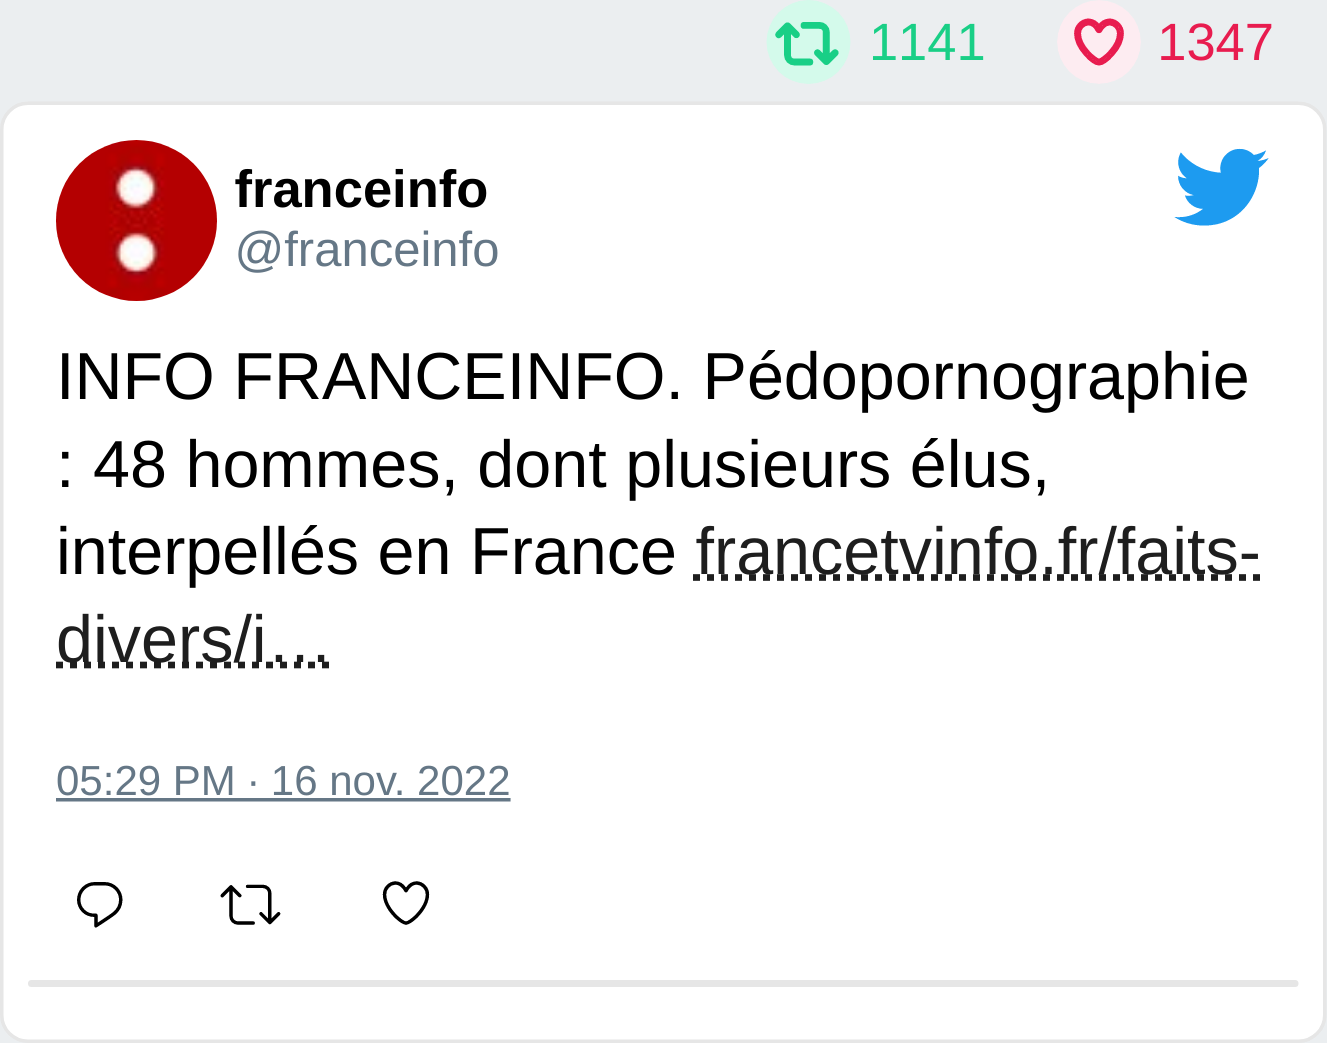 1141 1347
franceinfo
@franceinfo
INFO FRANCEINFO. Pédopornographie
: 48 hommes, dont plusieurs élus,
interpellés en France francetvinfo.fr/faits-
divers/i…
05:29 PM · 16 nov. 2022